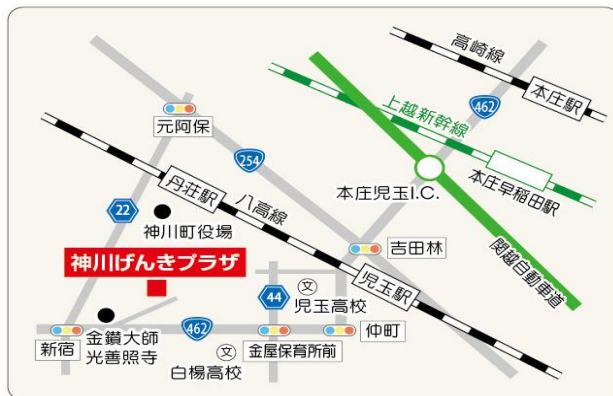 高崎線
本庄駅
462
上越新幹線
本庄早稲田駅
元阿保
254
丹荘駅
八高線
本庄児玉I.C.
22
神川町役場
吉田林
関越自動車道
神川げんきプラザ
児玉駅
44
児玉高校
文
金鑚大師
光善照寺
462
新宿
金屋保育所前
仲町
文
白楊高校